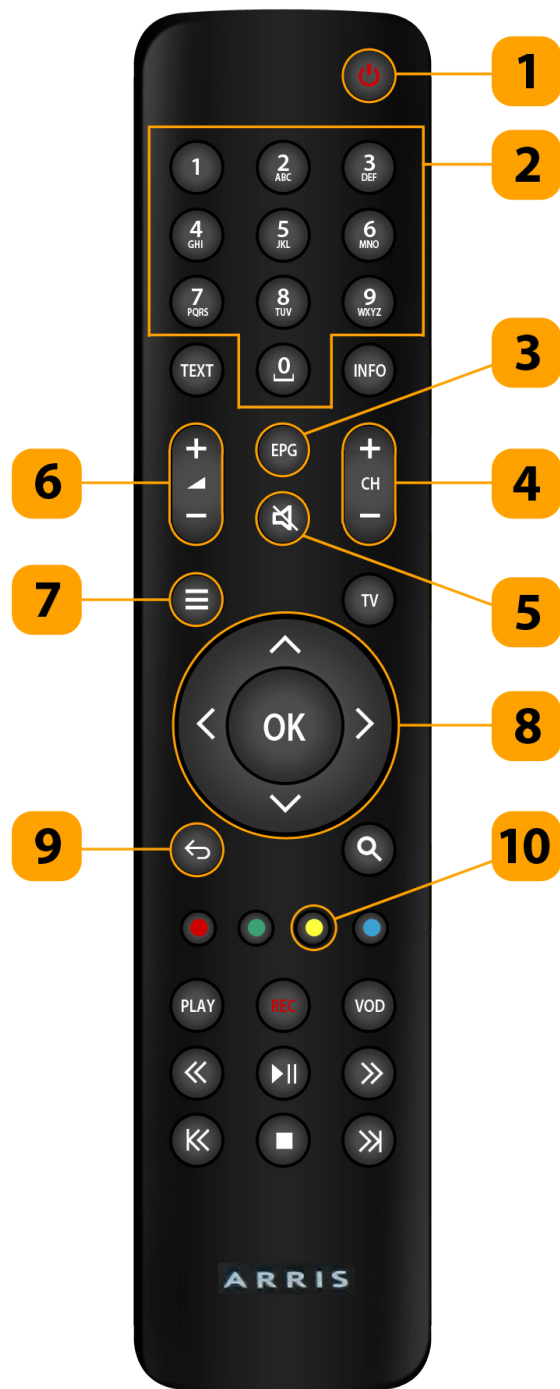 1
1 2 3
ABC DEF
2
4 5 6
GHI JKL MNO
7 8 9
PQRS TUV WXYZ
TEXT 0 INFO
3
+ EPG +
6
CH
4
- -
7
TV
5
OK
8
9
10
PLAY REC VOD
ARRIS